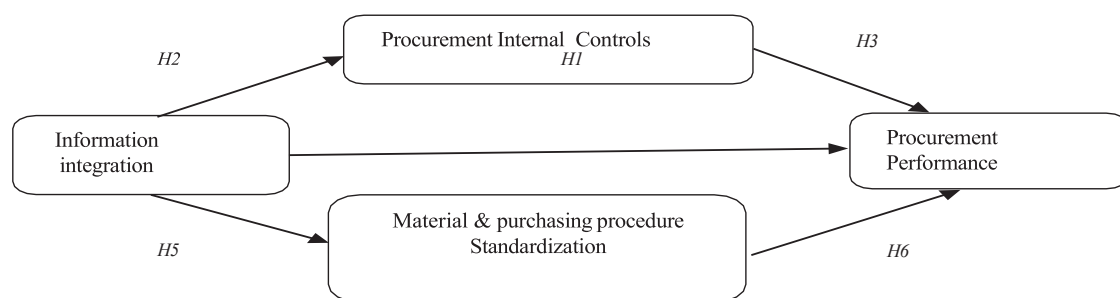 Procurement Internal Controls
H1
H2
H3
Information
integration
Procurement
Performance
Material & purchasing procedure
Standardization
H5
H6